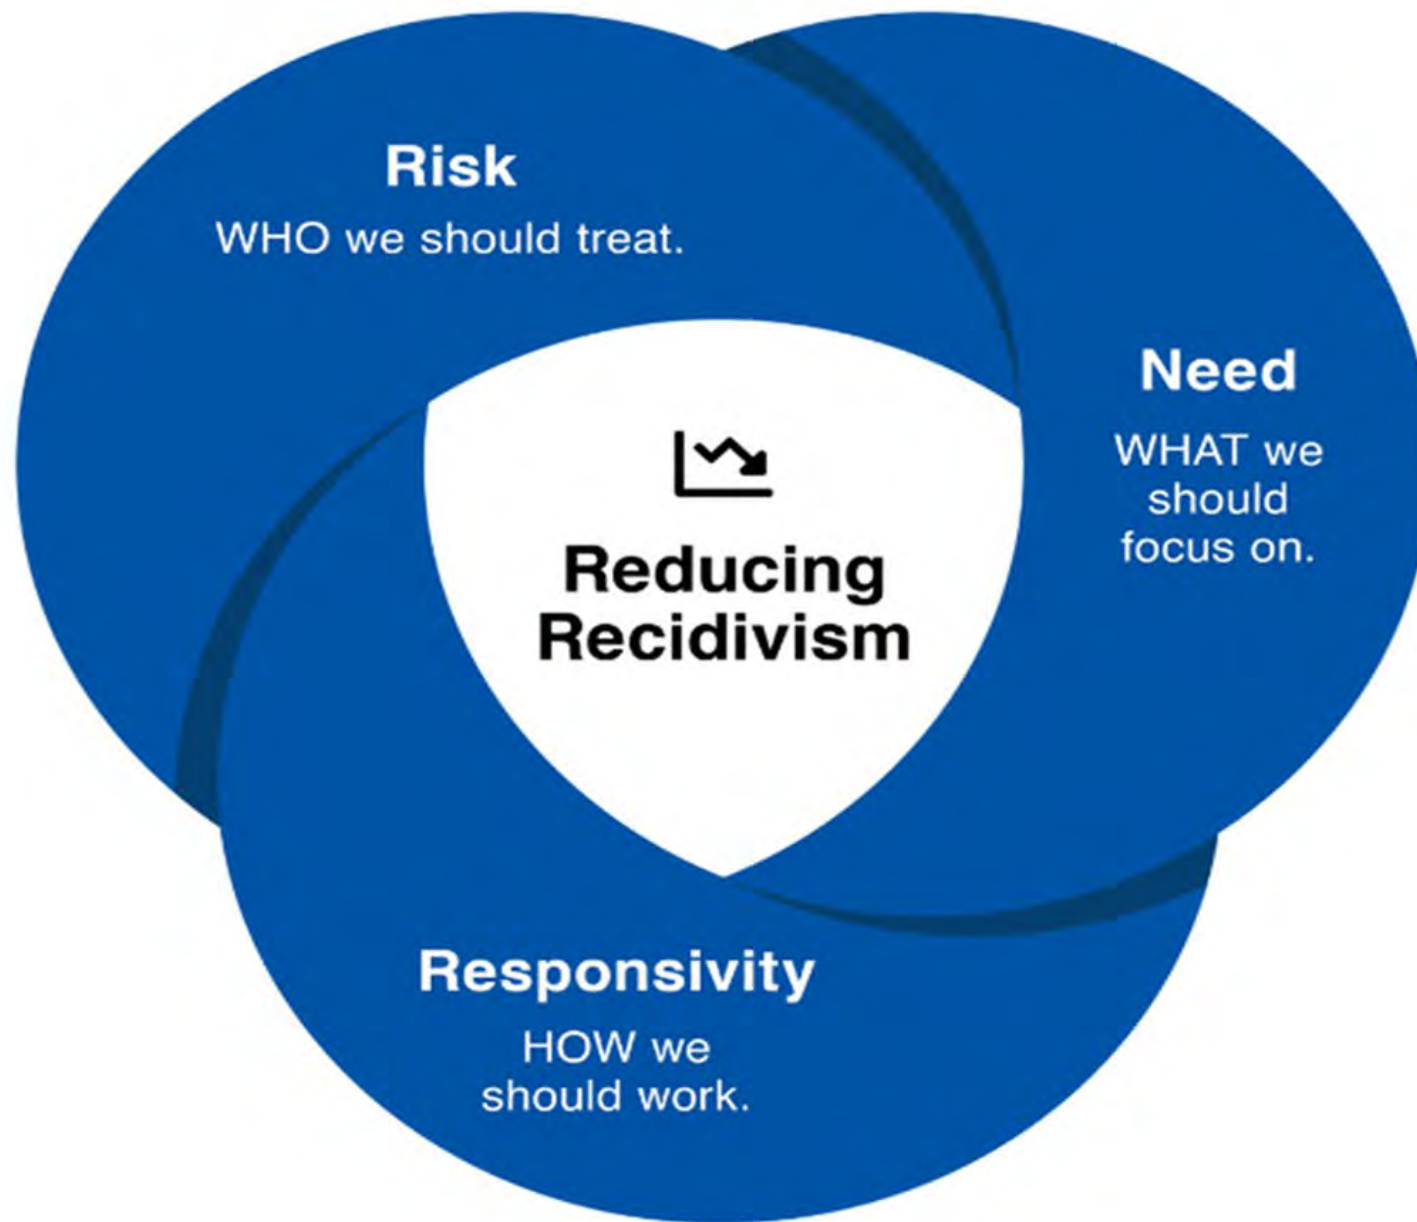 Risk
WHO we should treat.
Need
WHAT we
should
focus on.
Reducing
Recidivism
Responsivity
HOW we
should work.